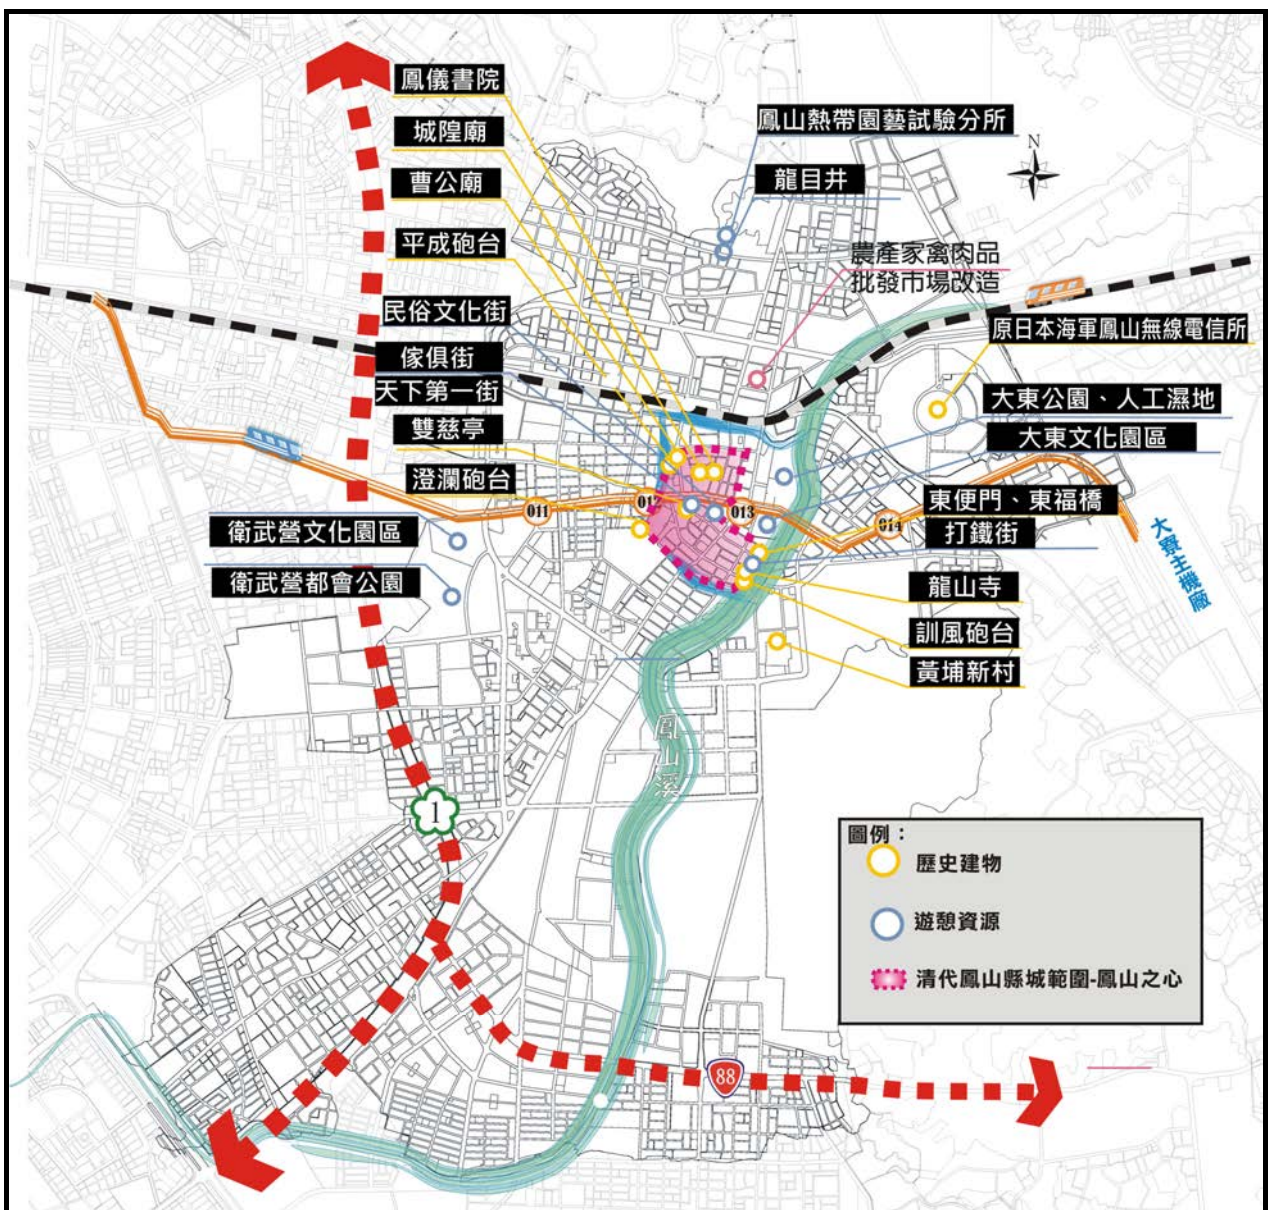 鳳儀書院
城隍廟
曹公廟
平成砲台
民俗文化街
傢俱街
天下第一街
雙慈亭
澄瀾砲台
衛武營文化園區
衛武營都會公園
鳳山熱帶園藝試驗分所
龍目井
N
農產家禽肉品
批發市場改造
原日本海軍鳳山無線電信所
大東公園、人工濕地
大東文化園區
東便門、東福橋
打鐵街
龍山寺
訓風砲台
黃埔新村
大寮主機廠
011
012
013
014
鳳山溪
1
88
圖例：
歷史建物
遊憩資源
清代鳳山縣城範圍-鳳山之心